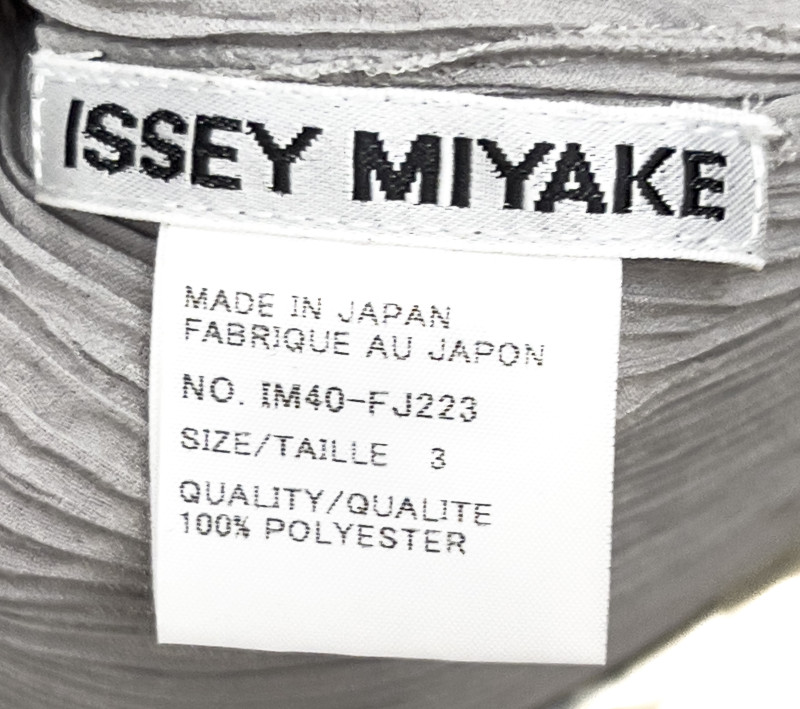 ISSEY MIYAKE
MADE IN JAPAN
FABRIQUE AU JAPON
NO. IM40-FJ223
SIZE/TAILLE 3
QUALITY/QUALITE
100% POLYESTER